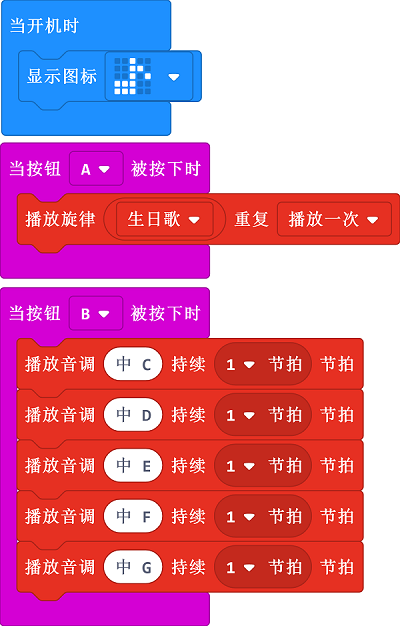 当开机时
显示图标
当按钮 A 被按下时
播放旋律 生日歌 重复 播放一次
当按钮 B 被按下时
播放音调 中 C 持续 1 节拍 节拍
播放音调 中 D 持续 1 节拍 节拍
播放音调 中 E 持续 1 节拍 节拍
播放音调 中 F 持续 1 节拍 节拍
播放音调 中 G 持续 1 节拍 节拍